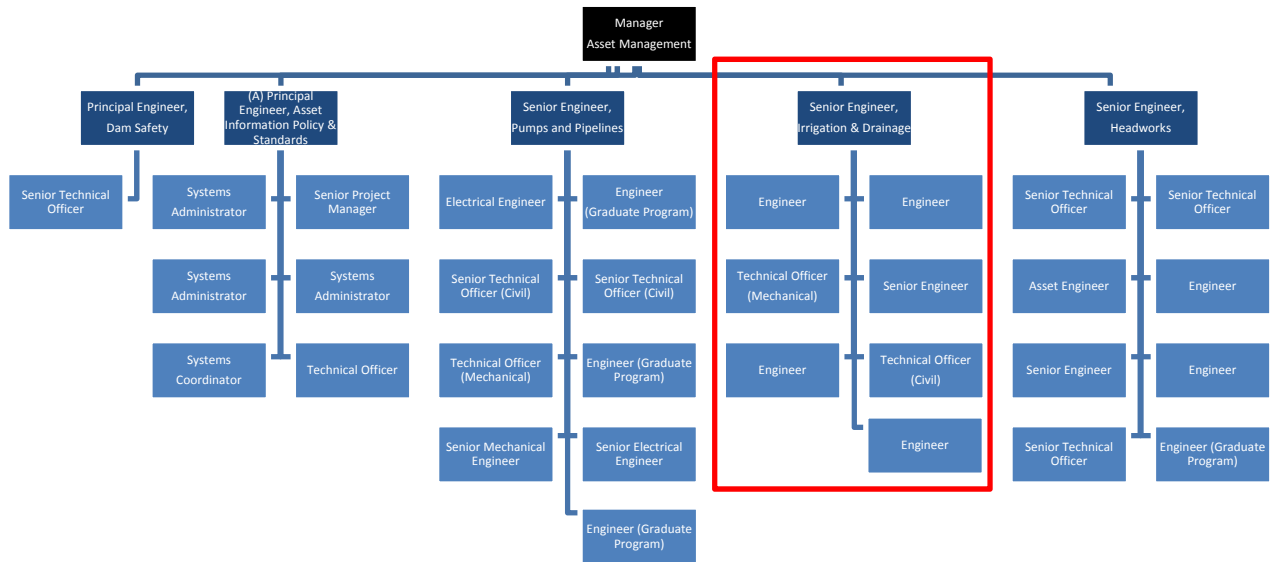 Manager
Asset Management
Principal Engineer,
Dam Safety
(A) Principal
Engineer, Asset
Information Policy &
Standards
Senior Engineer,
Pumps and Pipelines
Senior Engineer,
Irrigation & Drainage
Senior Engineer,
Headworks
Senior Technical
Officer
Systems
Administrator
Senior Project
Manager
Systems
Administrator
Systems
Administrator
Systems
Coordinator
Technical Officer
Electrical Engineer
Engineer
(Graduate Program)
Senior Technical
Officer (Civil)
Senior Technical
Officer (Civil)
Technical Officer
(Mechanical)
Engineer (Graduate
Program)
Senior Mechanical
Engineer
Senior Electrical
Engineer
Engineer (Graduate
Program)
Engineer
Engineer
Technical Officer
(Mechanical)
Senior Engineer
Engineer
Technical Officer
(Civil)
Engineer
Senior Technical
Officer
Senior Technical
Officer
Asset Engineer
Engineer
Senior Engineer
Engineer
Senior Technical
Officer
Engineer (Graduate
Program)